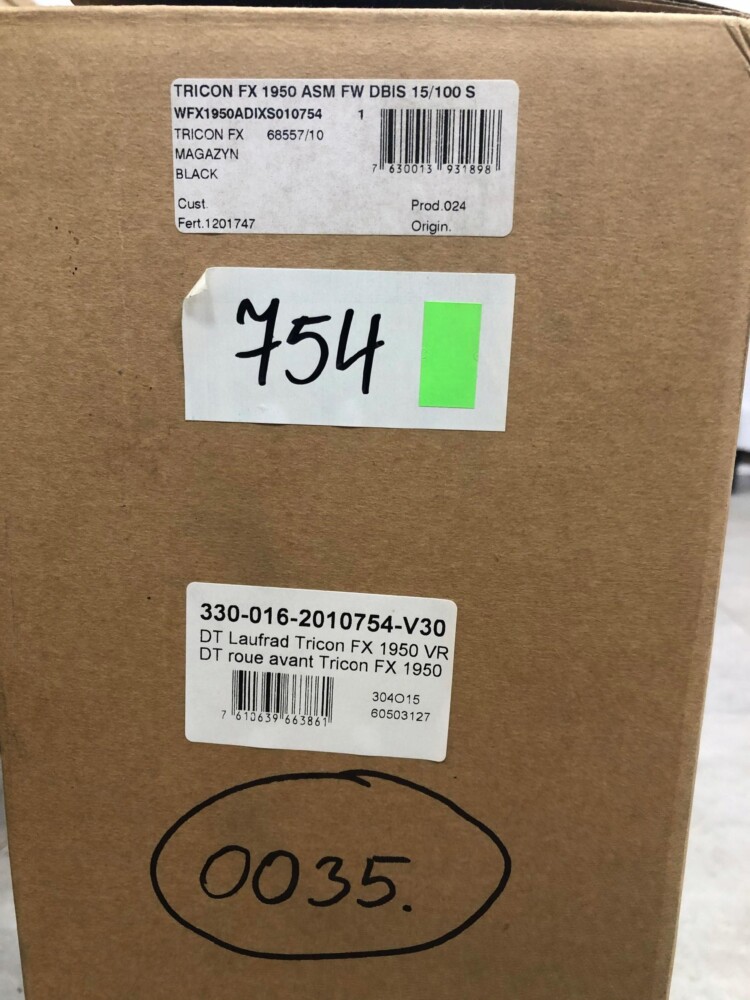 TRICON FX 1950 ASM FW DBIS 15/100 S
WFX1950ADIXS010754 1
TRICON FX 68557/10
MAGAZYN
BLACK
7 630013 931898
Cust. Prod.024
Fert.1201747 Origin.
754
330-016-2010754-V30
DT Laufrad Tricon FX 1950 VR
DT roue avant Tricon FX 1950
304O15
7 610639 663861 60503127
0035.